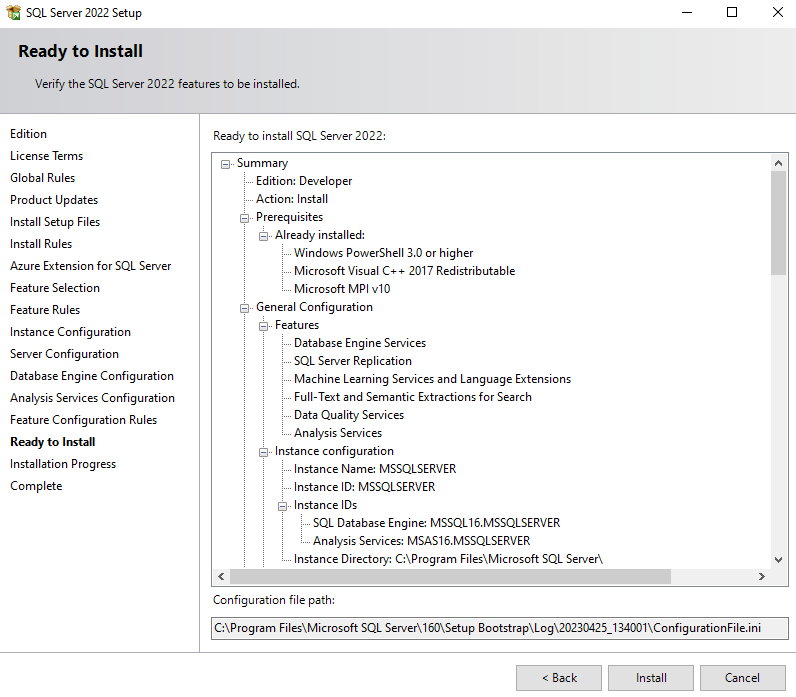 SQL Server 2022 Setup
Ready to Install
Verify the SQL Server 2022 features to be installed.
Edition
License Terms
Global Rules
Product Updates
Install Setup Files
Install Rules
Azure Extension for SQL Server
Feature Selection
Feature Rules
Instance Configuration
Server Configuration
Database Engine Configuration
Analysis Services Configuration
Feature Configuration Rules
Ready to Install
Installation Progress
Complete
Ready to install SQL Server 2022:
Summary
Edition: Developer
Action: Install
Prerequisites
Already installed:
Windows PowerShell 3.0 or higher
Microsoft Visual C++ 2017 Redistributable
Microsoft MPI v10
General Configuration
Features
Database Engine Services
SQL Server Replication
Machine Learning Services and Language Extensions
Full-Text and Semantic Extractions for Search
Data Quality Services
Analysis Services
Instance configuration
Instance Name: MSSQLSERVER
Instance ID: MSSQLSERVER
Instance IDs
SQL Database Engine: MSSQL16.MSSQLSERVER
Analysis Services: MSAS16.MSSQLSERVER
Instance Directory: C:\Program Files\Microsoft SQL Server\
Configuration file path:
C:\Program Files\Microsoft SQL Server\160\Setup Bootstrap\Log\20230425_134001\ConfigurationFile.ini
< Back
Install
Cancel